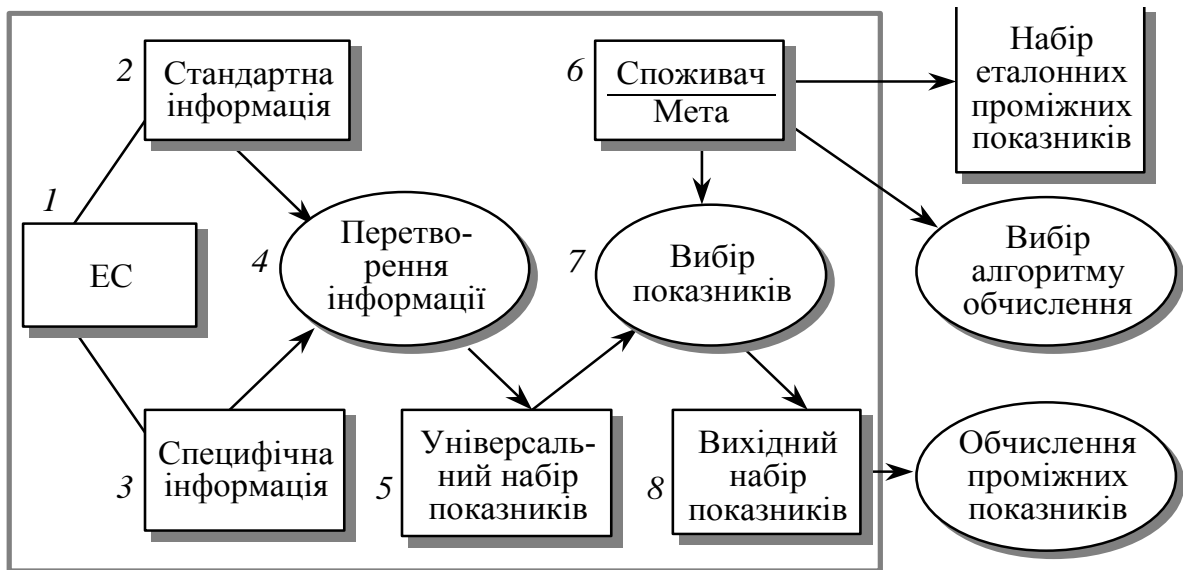 2
Стандартна
інформація
6
Споживач
Мета
Набір
еталонних
проміжних
показників
1
ЕС
4
Перетво-
рення
інформації
7
Вибір
показників
Вибір
алгоритму
обчислення
3
Специфічна
інформація
5
Універсаль-
ний набір
показників
8
Вихідний
набір
показників
Обчислення
проміжних
показників